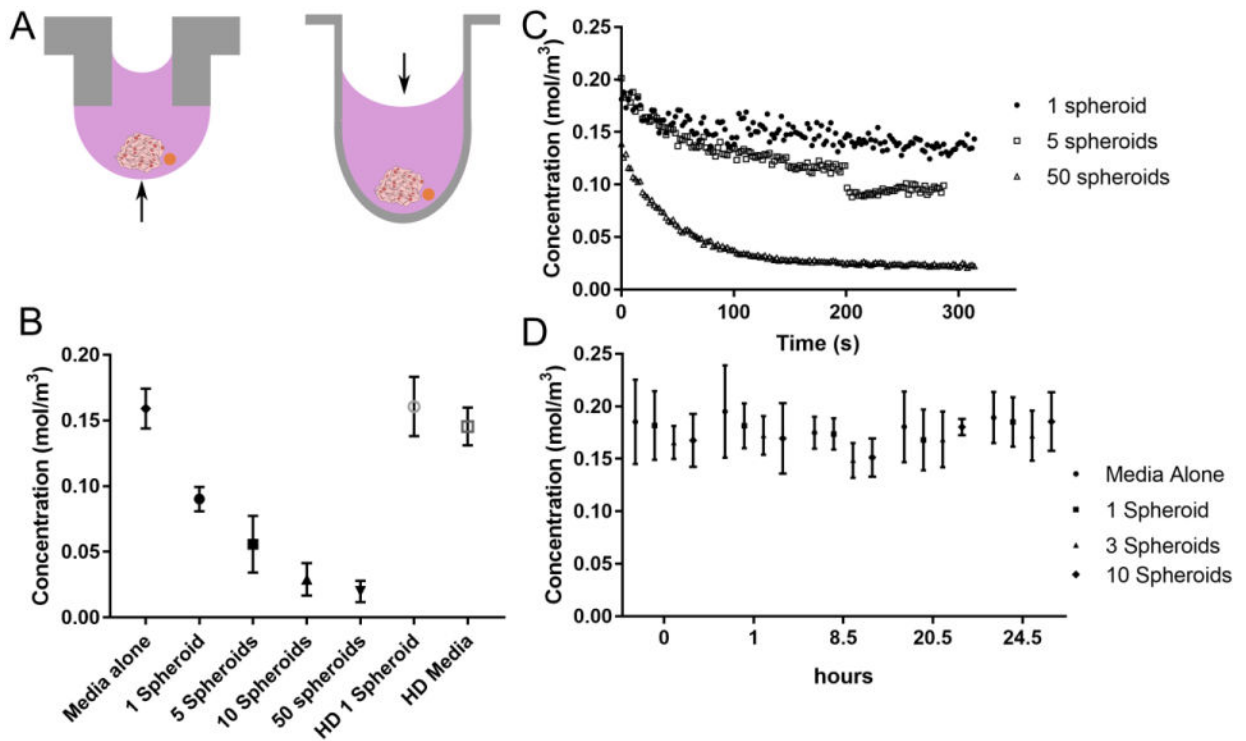 A
C
Concentration (mol/m³)
0.25
0.20
0.15
0.10
0.05
0.00
0
100
200
300
Time (s)
1 spheroid
5 spheroids
50 spheroids
B
Concentration (mol/m³)
0.20
0.15
0.10
0.05
0.00
Media alone
1 Spheroid
5 Spheroids
10 Spheroids
50 spheroids
HD 1 Spheroid
HD Media
D
Concentration (mol/m³)
0.25
0.20
0.15
0.10
0.05
0.00
0
1
8.5
20.5
24.5
hours
Media Alone
1 Spheroid
3 Spheroids
10 Spheroids